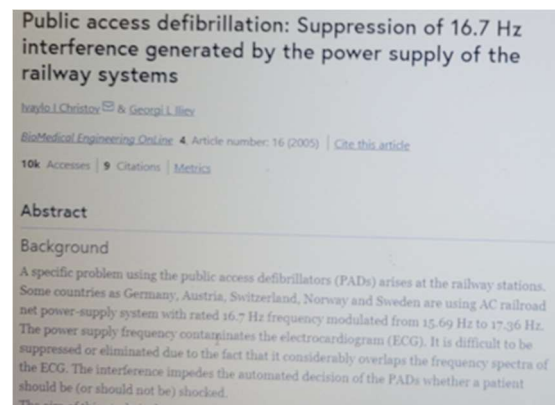 Public access defibrillation: Suppression of 16.7 Hz
interference generated by the power supply of the
railway systems
Ivaylo I Christov & Georgi L Iliev
BioMedical Engineering OnLine 4, Article number: 16 (2005) | Cite this article
10k Accesses | 9 Citations | Metrics
Abstract
Background
A specific problem using the public access defibrillators (PADs) arises at the railway stations.
Some countries as Germany, Austria, Switzerland, Norway and Sweden are using AC railroad
net power-supply system with rated 16.7 Hz frequency modulated from 15.69 Hz to 17.36 Hz.
The power supply frequency contaminates the electrocardiogram (ECG). It is difficult to be
suppressed or eliminated due to the fact that it considerably overlaps the frequency spectra of
the ECG. The interference impedes the automated decision of the PADs whether a patient
should be (or should not be) shocked.